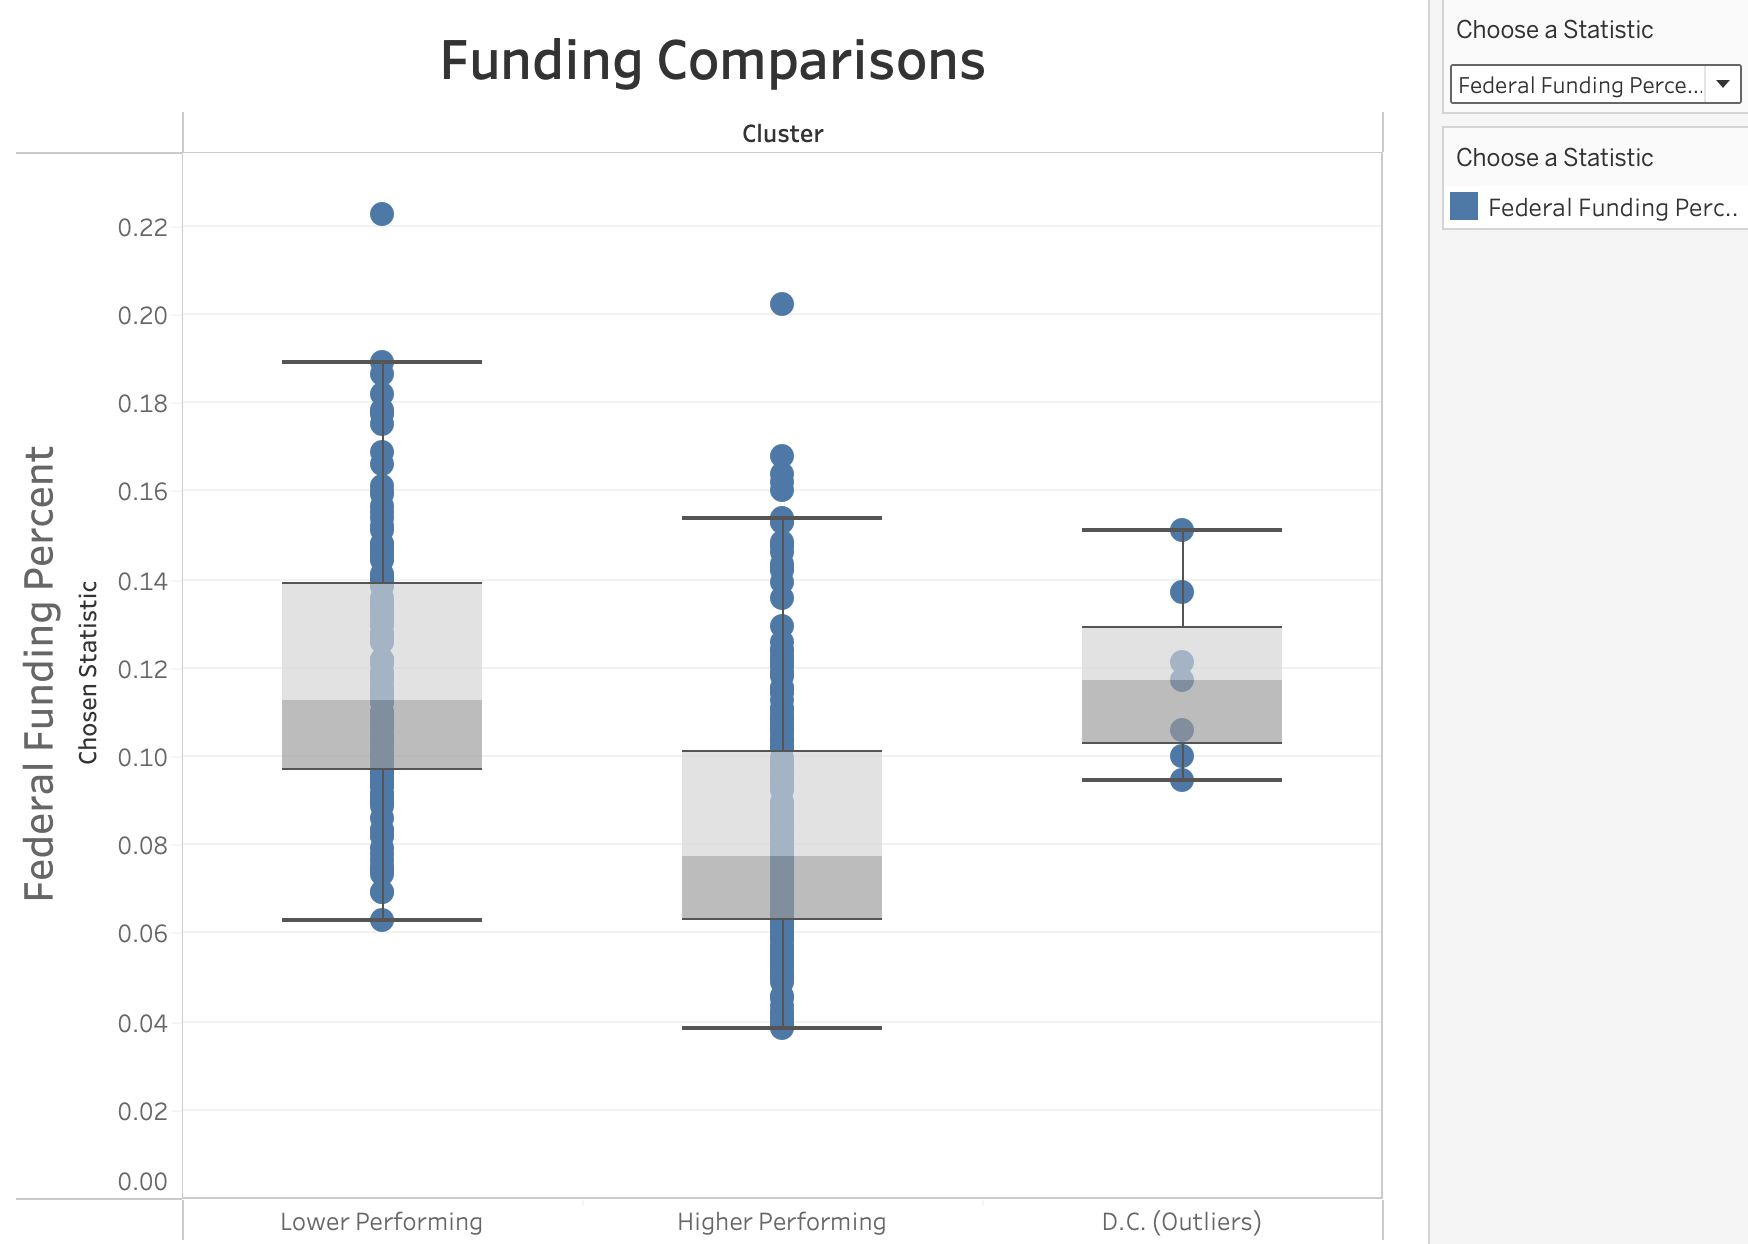 Funding Comparisons
Cluster
Federal Funding Percent
Chosen Statistic
0.22
0.20
0.18
0.16
0.14
0.12
0.10
0.08
0.06
0.04
0.02
0.00
Lower Performing
Higher Performing
D.C. (Outliers)
Choose a Statistic
Federal Funding Perce...
Choose a Statistic
Federal Funding Perc..